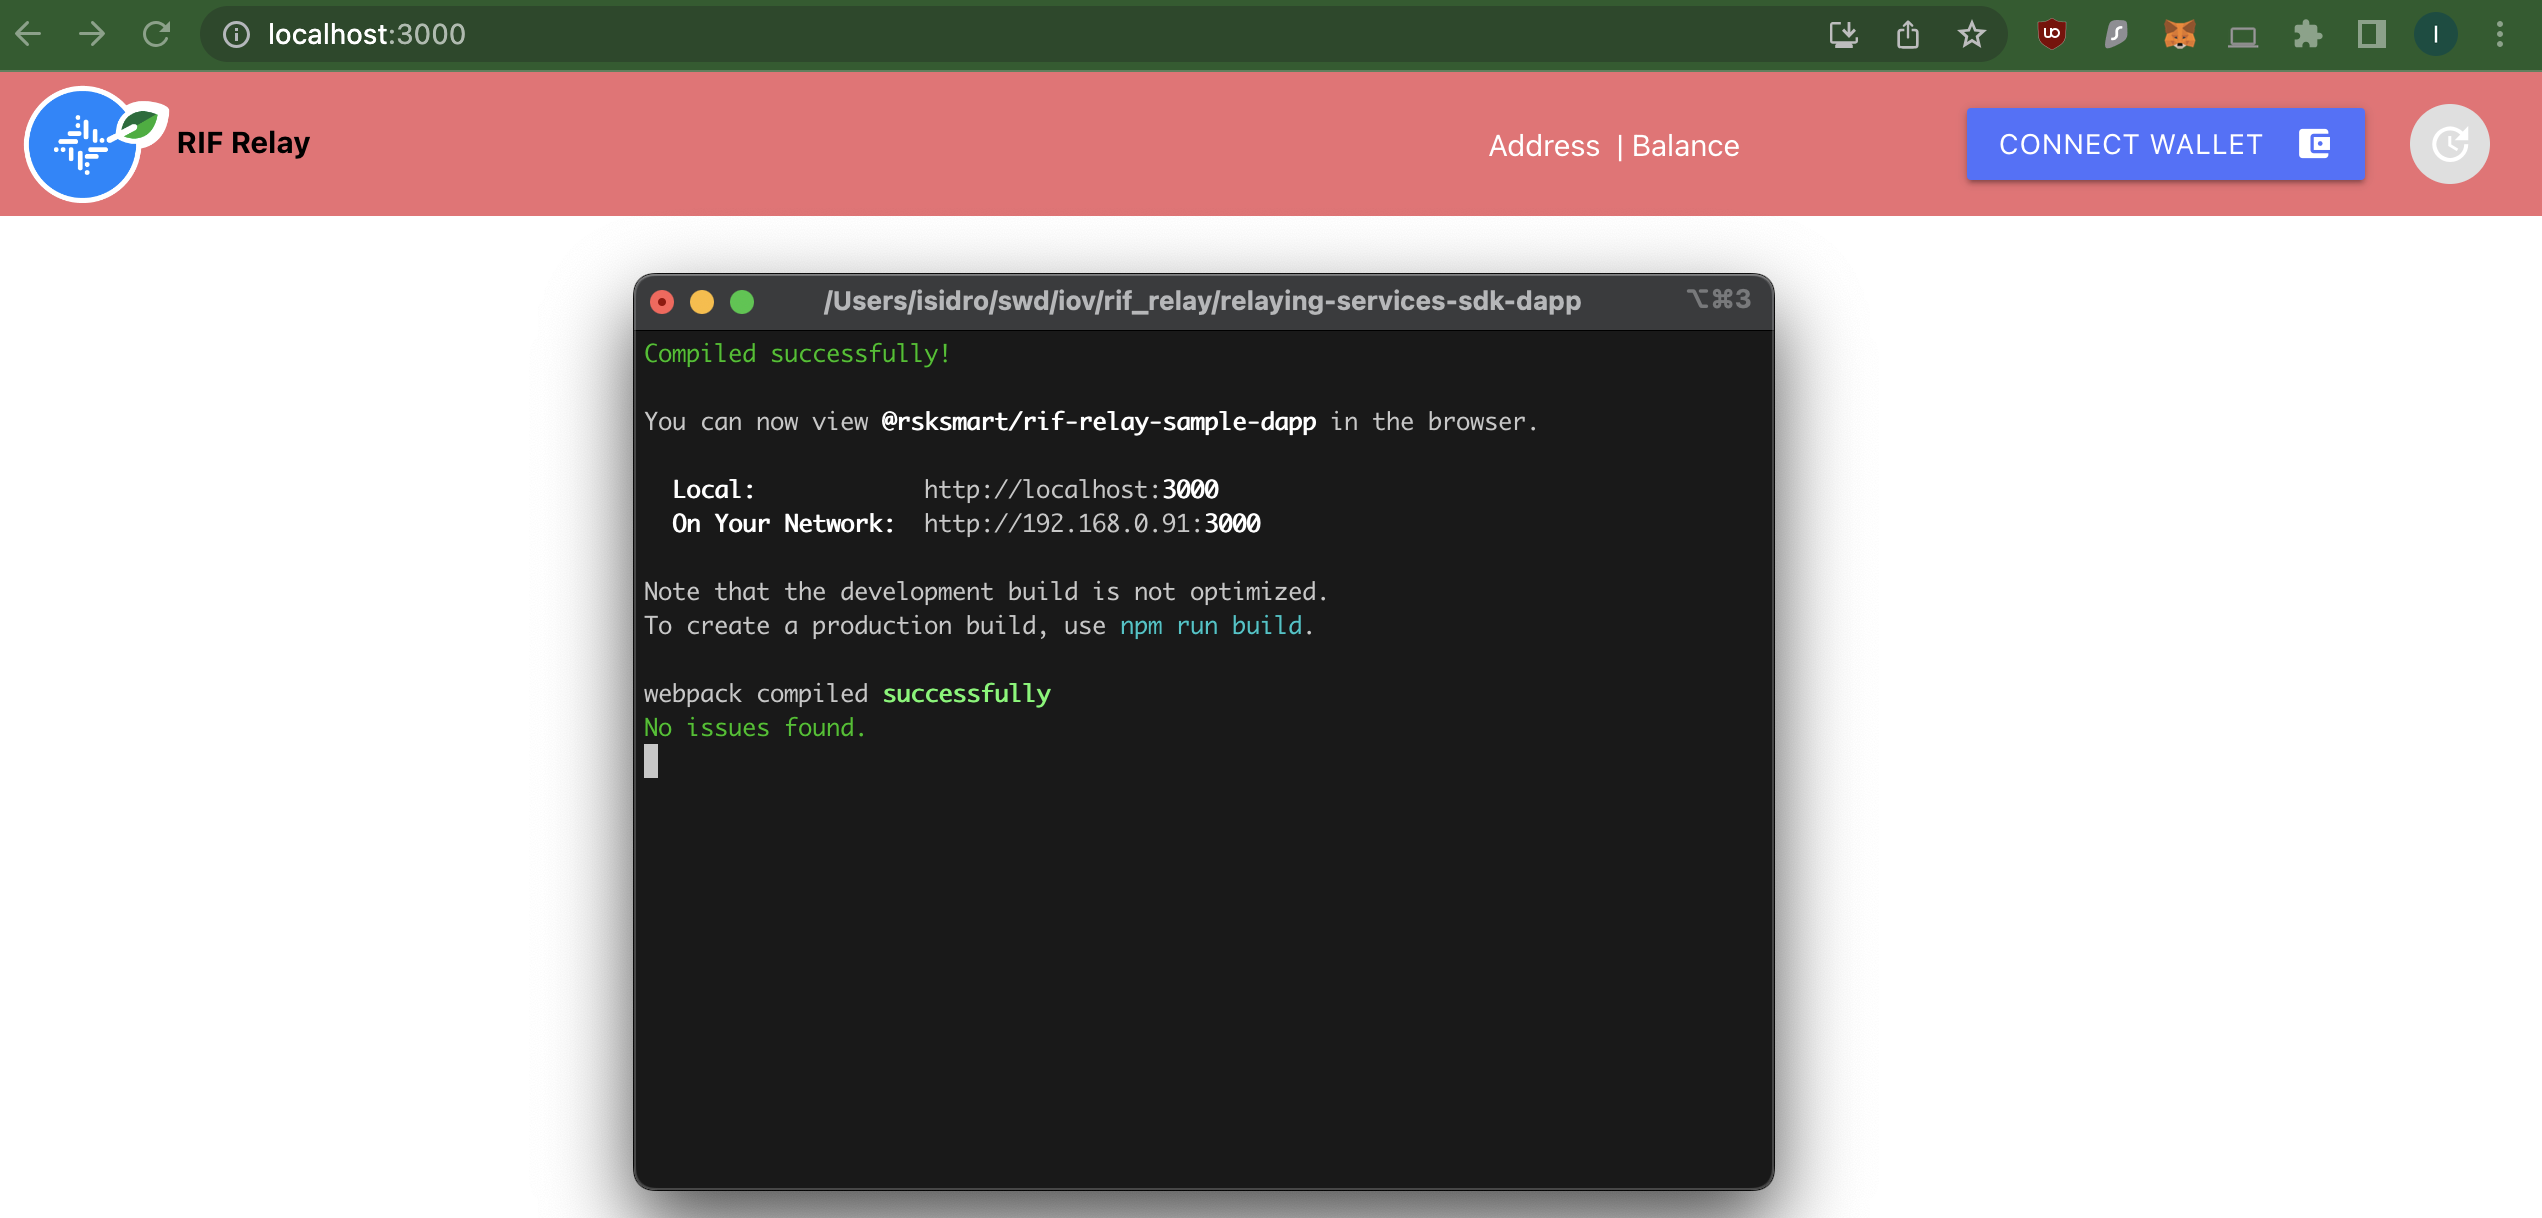 localhost:3000
RIF Relay
Address | Balance
CONNECT WALLET
I
/Users/isidro/swd/iov/rif_relay/relaying-services-sdk-dapp
⌥⌘3
Compiled successfully!
You can now view @rsksmart/rif-relay-sample-dapp in the browser.
Local: http://localhost:3000
On Your Network: http://192.168.0.91:3000
Note that the development build is not optimized.
To create a production build, use npm run build.
webpack compiled successfully
No issues found.